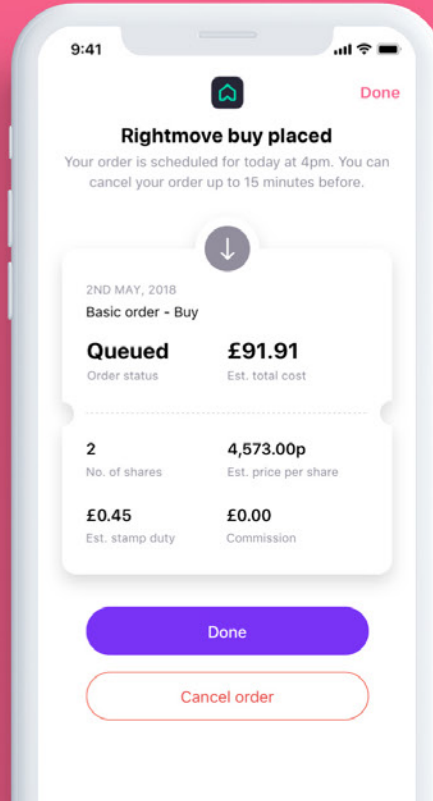 9:41
Done
Rightmove buy placed
Your order is scheduled for today at 4pm. You can
cancel your order up to 15 minutes before.
2ND MAY, 2018
Basic order - Buy
Queued £91.91
Order status Est. total cost
2 4,573.00p
No. of shares Est. price per share
£0.45 £0.00
Est. stamp duty Commission
Done
Cancel order